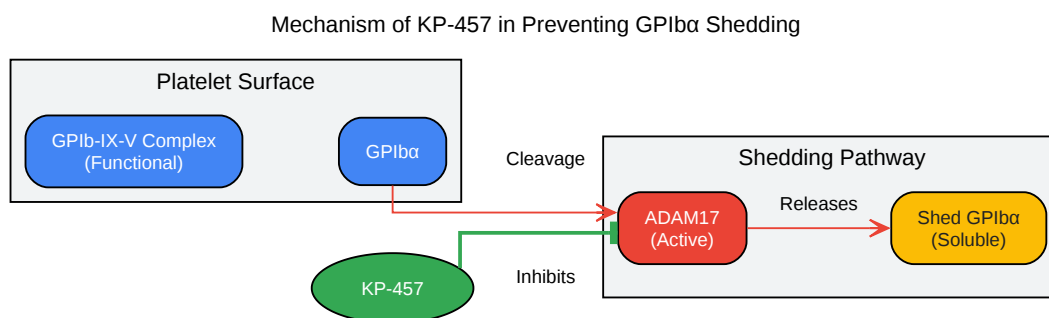 Mechanism of KP-457 in Preventing GPIbα Shedding
Platelet Surface
GPIb-IX-V Complex
(Functional)
GPIbα
Cleavage
Shedding Pathway
ADAM17
(Active)
Releases
Shed GPIbα
(Soluble)
Inhibits
KP-457